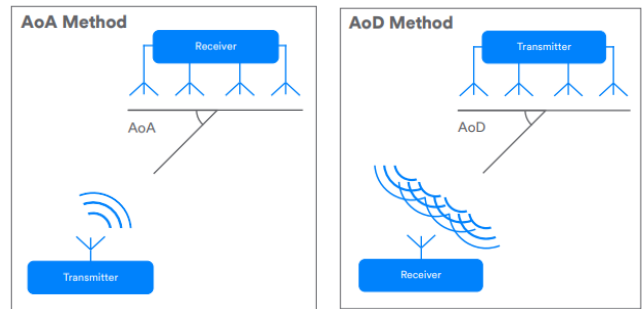 AoA Method
Receiver
AoA
Transmitter
AoD Method
Transmitter
AoD
Receiver